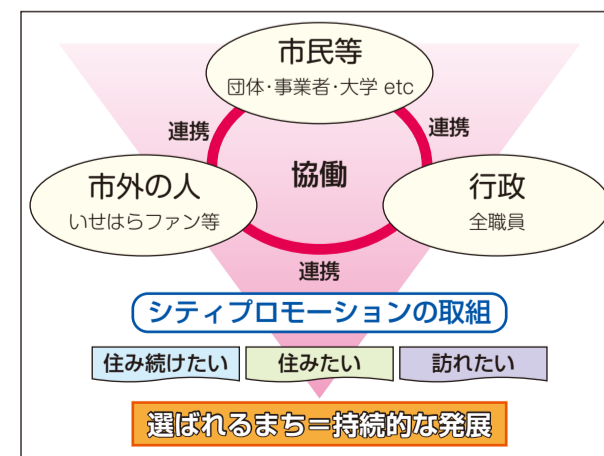 市民等
団体・事業者・大学 etc
連携
連携
協働
市外の人
いせはらファン等
行政
全職員
連携
シティプロモーションの取組
住み続けたい
住みたい
訪れたい
選ばれるまち=持続的な発展